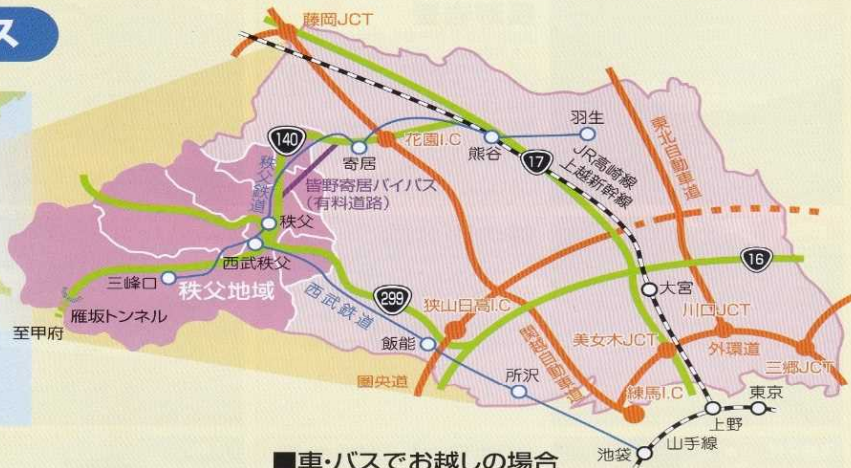 ス
藤岡JCT
羽生
東北自動車道
140
花園I.C
熊谷
JR高崎線
上越新幹線
17
寄居
秩父鉄道
皆野寄居バイパス
(有料道路)
秩父
西武秩父
三峰口
秩父地域
16
299
大宮
雁坂トンネル
至甲府
西武鉄道
狭山日高I.C
川口JCT
飯能
関越自動車道
美女木JCT
外環道
三郷JCT
圏央道
所沢
練馬I.C
東京
上野
山手線
池袋
■車・バスでお越しの場合